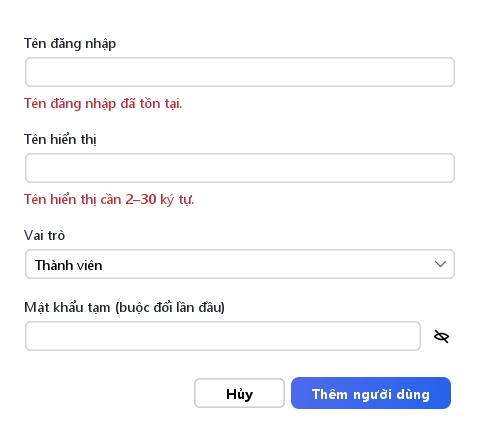 Tên đăng nhập
Tên đăng nhập đã tồn tại.
Tên hiển thị
Tên hiển thị cần 2–30 ký tự.
Vai trò
Thành viên
Mật khẩu tạm (buộc đổi lần đầu)
Hủy
Thêm người dùng